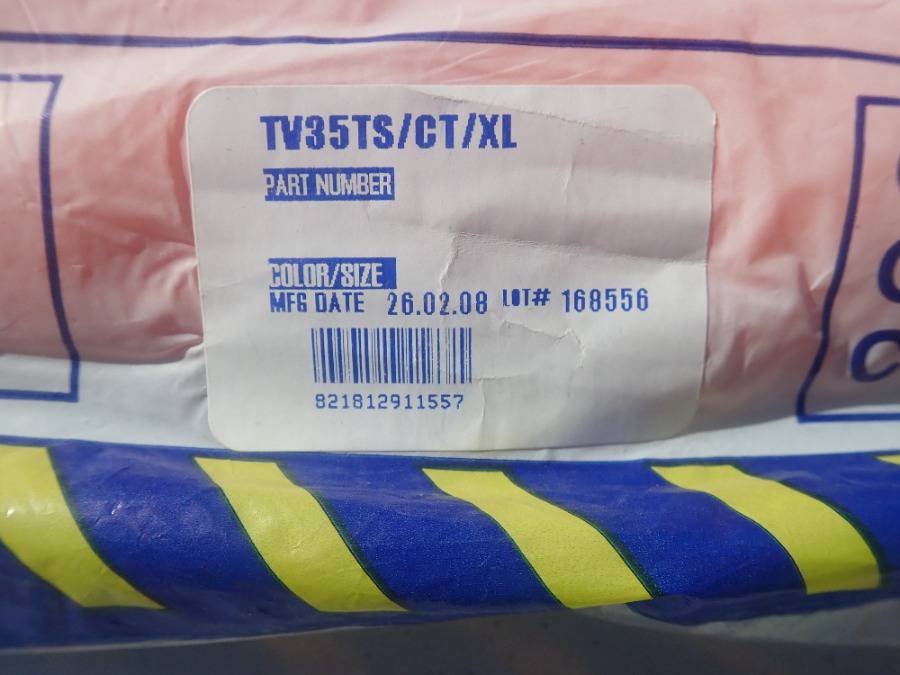 TV35TS/CT/XL
PART NUMBER
COLOR/SIZE
MFG DATE 26.02.08 LOT# 168556
821812911557